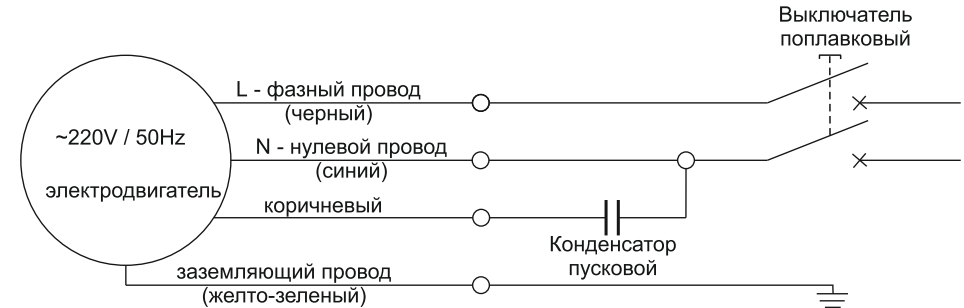 Выключатель
поплавковый
L - фазный провод
(черный)
~220V / 50Hz
N - нулевой провод
(синий)
электродвигатель
коричневый
Конденсатор
пусковой
заземляющий провод
(желто-зеленый)